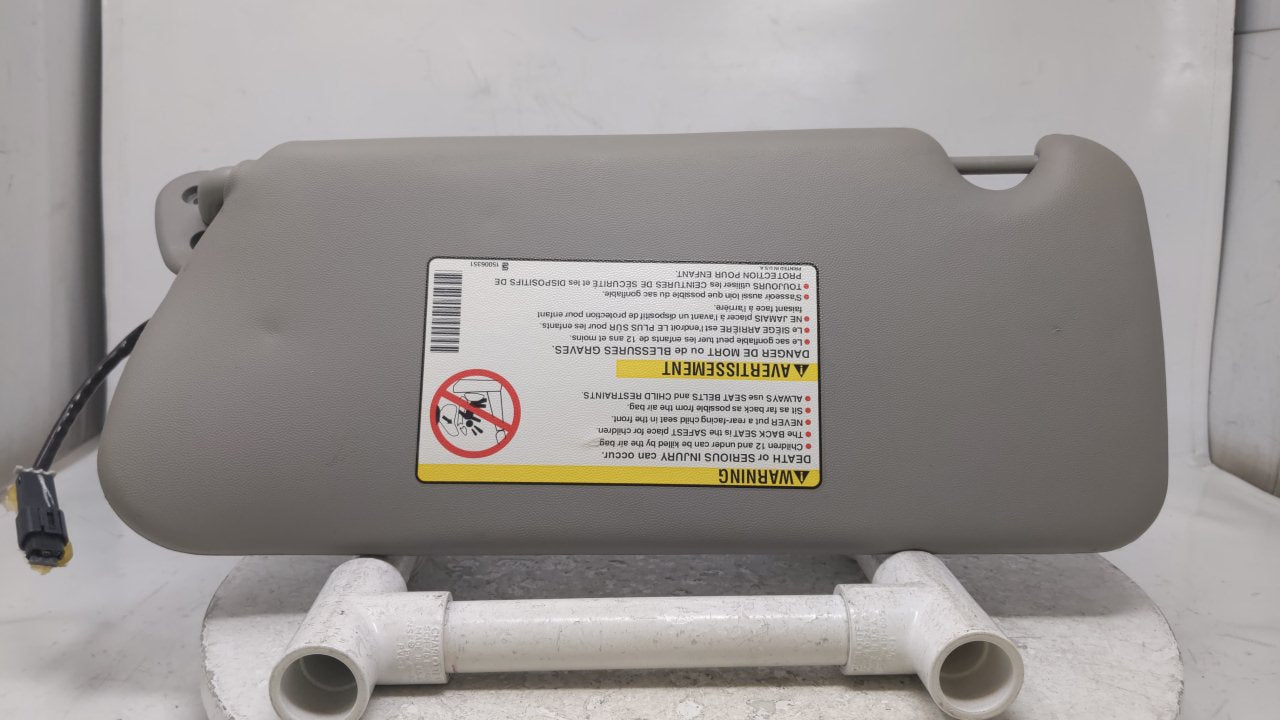 WARNING
DEATH or SERIOUS INJURY can occur.
Children 12 and under can be killed by the air bag
The BACK SEAT is the SAFEST place for children
NEVER put a rear-facing child seat in the front.
Sit as far back as possible from the air bag.
ALWAYS use SEAT BELTS and CHILD RESTRAINTS.
AVERTISSEMENT
DANGER DE MORT ou de BLESSURES GRAVES.
Le sac gonflable peut tuer les enfants de 12 ans et moins.
Le SIÈGE ARRIÈRE est l'endroit LE PLUS SÛR pour les enfants.
NE JAMAIS placer à l'avant un dispositif de protection pour enfant
faisant face à l'arrière.
S'asseoir aussi loin que possible du sac gonflable.
TOUJOURS utiliser les CEINTURES DE SÉCURITÉ et les DISPOSITIFS DE
PROTECTION POUR ENFANT.
PRINTED IN U.S.A.
15006351